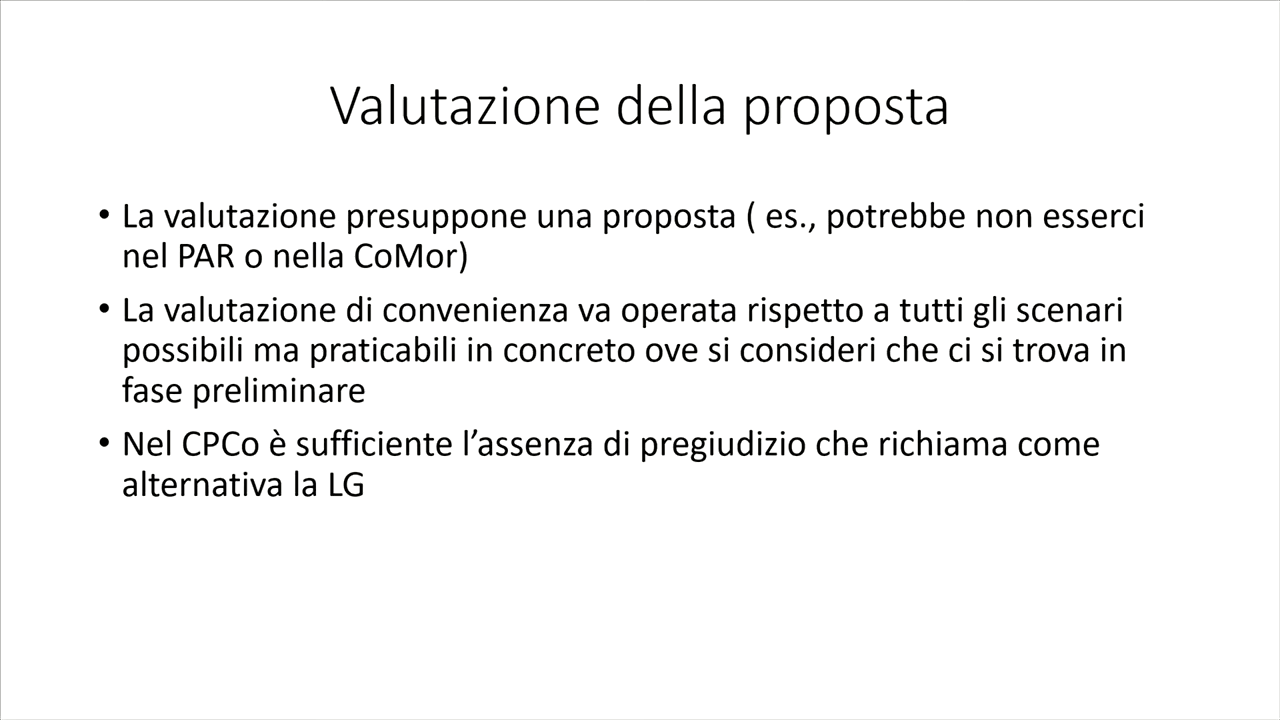 Valutazione della proposta
• La valutazione presuppone una proposta ( es., potrebbe non esserci
nel PAR o nella CoMor)
• La valutazione di convenienza va operata rispetto a tutti gli scenari
possibili ma praticabili in concreto ove si consideri che ci si trova in
fase preliminare
• Nel CPCo è sufficiente l’assenza di pregiudizio che richiama come
alternativa la LG